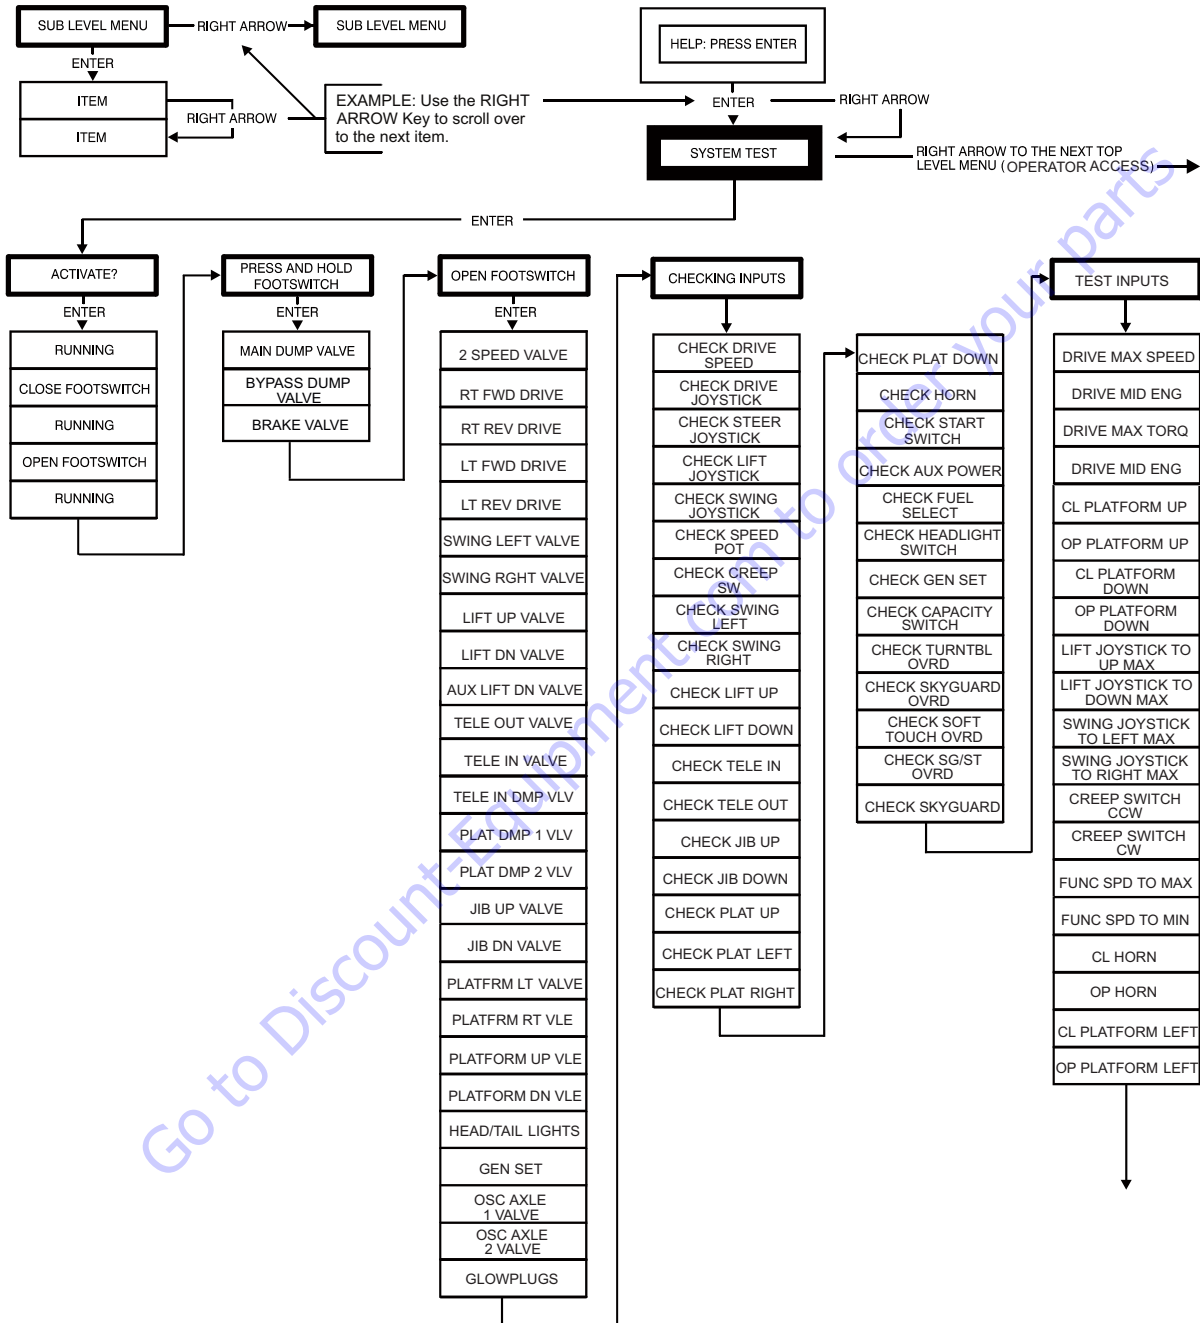 SUB LEVEL MENU
RIGHT ARROW
SUB LEVEL MENU
ENTER
ITEM
RIGHT ARROW
ITEM
EXAMPLE: Use the RIGHT
ARROW Key to scroll over
to the next item.
HELP: PRESS ENTER
ENTER
RIGHT ARROW
SYSTEM TEST
RIGHT ARROW TO THE NEXT TOP
LEVEL MENU (OPERATOR ACCESS)
ENTER
ACTIVATE?
ENTER
RUNNING
CLOSE FOOTSWITCH
RUNNING
OPEN FOOTSWITCH
RUNNING
PRESS AND HOLD
FOOTSWITCH
ENTER
MAIN DUMP VALVE
BYPASS DUMP
VALVE
BRAKE VALVE
OPEN FOOTSWITCH
ENTER
2 SPEED VALVE
RT FWD DRIVE
RT REV DRIVE
LT FWD DRIVE
LT REV DRIVE
SWING LEFT VALVE
SWING RGHT VALVE
LIFT UP VALVE
LIFT DN VALVE
AUX LIFT DN VALVE
TELE OUT VALVE
TELE IN VALVE
TELE IN DMP VLV
PLAT DMP 1 VLV
PLAT DMP 2 VLV
JIB UP VALVE
JIB DN VALVE
PLATFRM LT VALVE
PLATFRM RT VLE
PLATFORM UP VLE
PLATFORM DN VLE
HEAD/TAIL LIGHTS
GEN SET
OSC AXLE
1 VALVE
OSC AXLE
2 VALVE
GLOWPLUGS
CHECKING INPUTS
CHECK DRIVE
SPEED
CHECK DRIVE
JOYSTICK
CHECK STEER
JOYSTICK
CHECK LIFT
JOYSTICK
CHECK SWING
JOYSTICK
CHECK SPEED
POT
CHECK CREEP
SW
CHECK SWING
LEFT
CHECK SWING
RIGHT
CHECK LIFT UP
CHECK LIFT DOWN
CHECK TELE IN
CHECK TELE OUT
CHECK JIB UP
CHECK JIB DOWN
CHECK PLAT UP
CHECK PLAT LEFT
CHECK PLAT RIGHT
CHECK PLAT DOWN
CHECK HORN
CHECK START
SWITCH
CHECK AUX POWER
CHECK FUEL
SELECT
CHECK HEADLIGHT
SWITCH
CHECK GEN SET
CHECK CAPACITY
SWITCH
CHECK TURNTBL
OVRD
CHECK SKYGUARD
OVRD
CHECK SOFT
TOUCH OVRD
CHECK SG/ST
OVRD
CHECK SKYGUARD
TEST INPUTS
DRIVE MAX SPEED
DRIVE MID ENG
DRIVE MAX TORQ
DRIVE MID ENG
CL PLATFORM UP
OP PLATFORM UP
CL PLATFORM
DOWN
OP PLATFORM
DOWN
LIFT JOYSTICK TO
UP MAX
LIFT JOYSTICK TO
DOWN MAX
SWING JOYSTICK
TO LEFT MAX
SWING JOYSTICK
TO RIGHT MAX
CREEP SWITCH
CCW
CREEP SWITCH
CW
FUNC SPD TO MAX
FUNC SPD TO MIN
CL HORN
OP HORN
CL PLATFORM LEFT
OP PLATFORM LEFT
Go to Discount-Equipment.com to order your parts